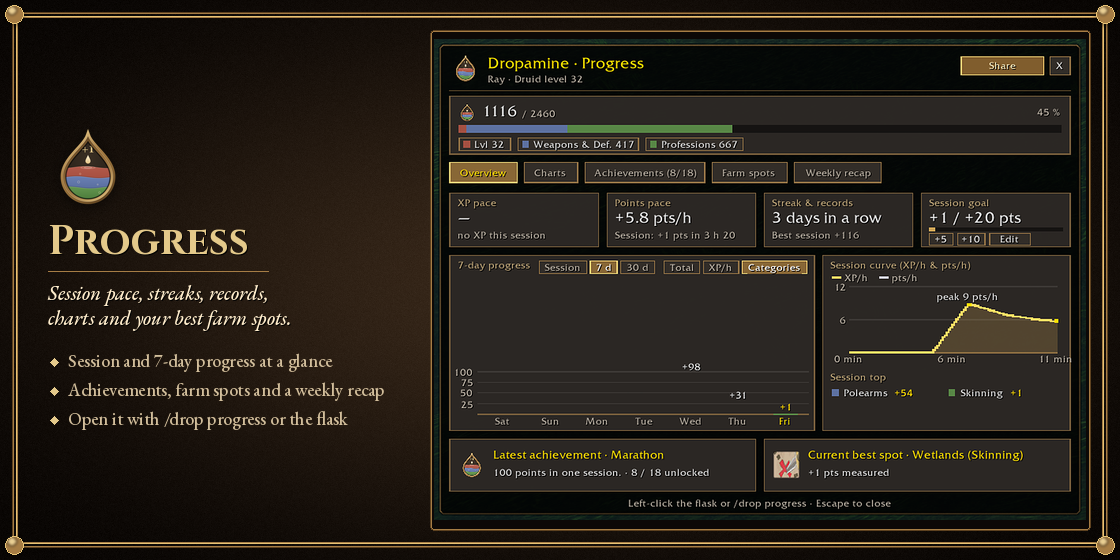 +1
PROGRESS
Session pace, streaks, records,
charts and your best farm spots.
Session and 7-day progress at a glance
Achievements, farm spots and a weekly recap
Open it with /drop progress or the flask
Dropamine · Progress
Ray · Druid level 32
Share
X
1116 / 2460
45 %
Lvl 32
Weapons & Def. 417
Professions 667
Overview
Charts
Achievements (8/18)
Farm spots
Weekly recap
XP pace
—
no XP this session
Points pace
+5.8 pts/h
Session: +1 pts in 3 h 20
Streak & records
3 days in a row
Best session +116
Session goal
+1 / +20 pts
+5
+10
Edit
7-day progress
Session
7 d
30 d
Total
XP/h
Categories
100
75
50
25
+98
+31
+1
Sat
Sun
Mon
Tue
Wed
Thu
Fri
Session curve (XP/h & pts/h)
XP/h
pts/h
12
6
peak 9 pts/h
0 min
6 min
11 min
Session top
Polearms +54
Skinning +1
Latest achievement · Marathon
100 points in one session. · 8 / 18 unlocked
Current best spot · Wetlands (Skinning)
+1 pts measured
Left-click the flask or /drop progress · Escape to close